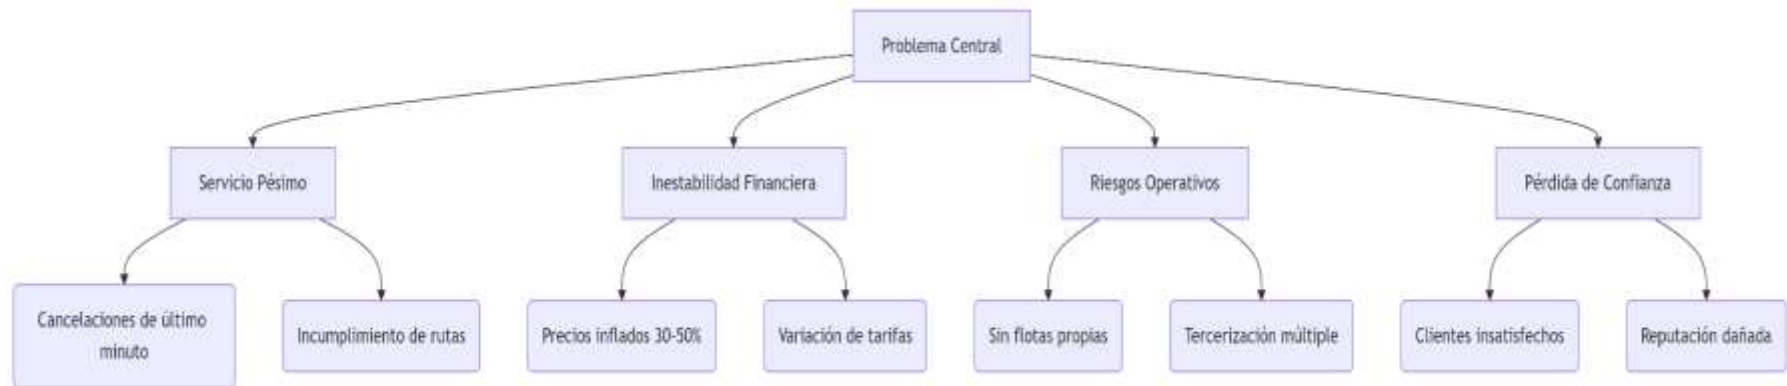 Problema Central
Servicio Pésimo
Inestabilidad Financiera
Riesgos Operativos
Pérdida de Confianza
Cancelaciones de último
minuto
Incumplimiento de rutas
Precios inflados 30-50%
Variación de tarifas
Sin flotas propias
Tercerización múltiple
Clientes insatisfechos
Reputación dañada